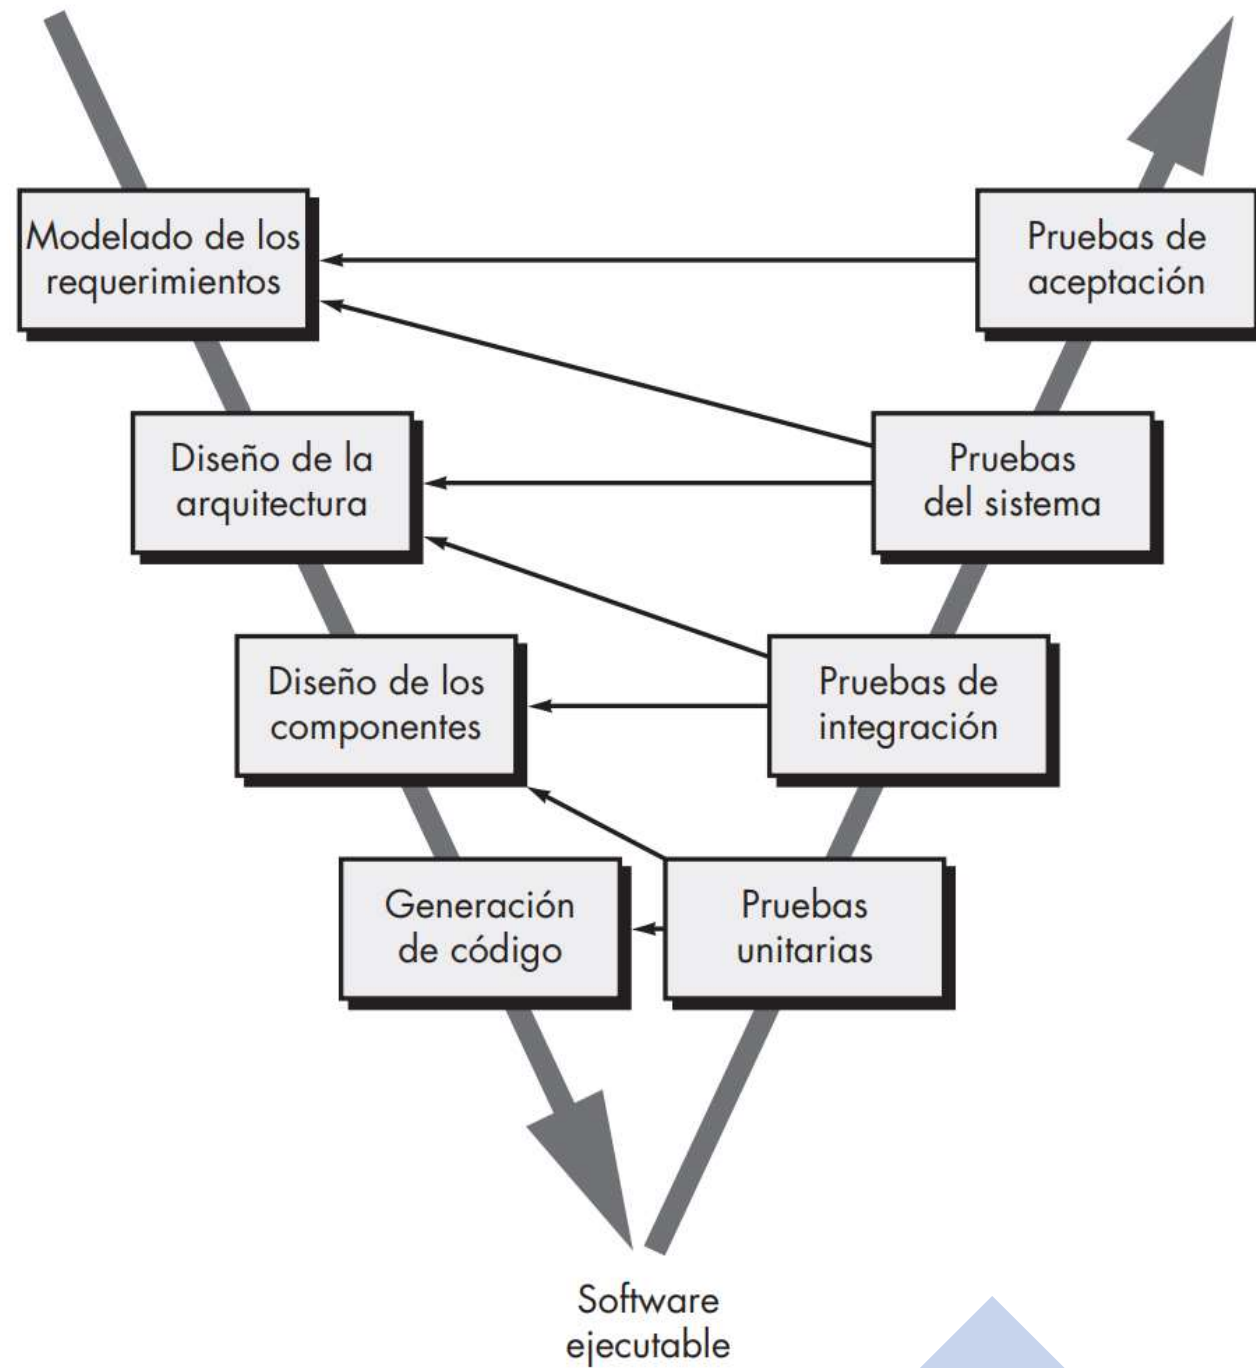 Modelado de los
requerimientos
Pruebas de
aceptación
Diseño de la
arquitectura
Pruebas
del sistema
Diseño de los
componentes
Pruebas de
integración
Generación
de código
Pruebas
unitarias
Software
ejecutable